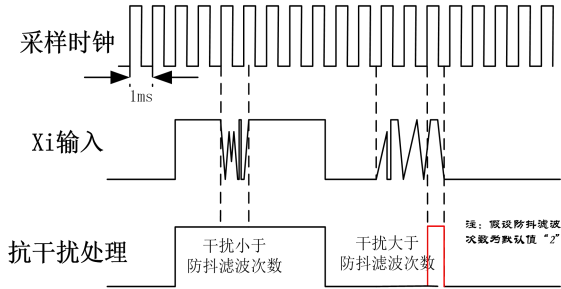 采样时钟
1ms
Xi输入
抗干扰处理
干扰小于
防抖滤波次数
干扰大于
防抖滤波次数
注：假设防抖滤波
次数为默认值“2”